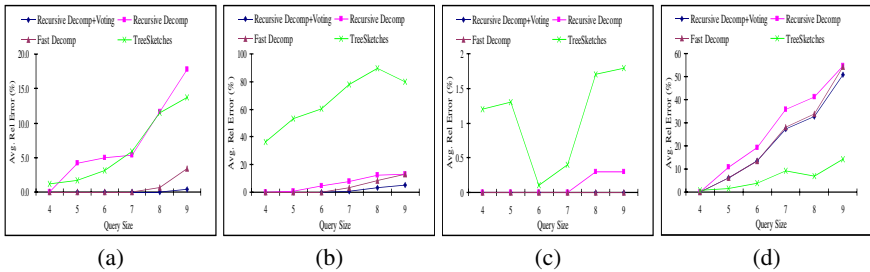 Recursive Decomp+Voting Recursive Decomp
Fast Decomp TreeSketches
Avg. Rel Error (%)
20.0
15.0
10.0
5.0
0.0
4 5 6 7 8 9
Query Size
(a)
Recursive Decomp+Voting Recursive Decomp
Fast Decomp TreeSketches
Avg. Rel Error (%)
100
80
60
40
20
0
4 5 6 7 8 9
Query Size
(b)
Recursive Decomp+Voting Recursive Decomp
Fast Decomp TreeSketches
Avg. Rel Error (%)
2
1.5
1
0.5
0
4 5 6 7 8 9
Query Size
(c)
Recursive Decomp+Voting Recursive Decomp
Fast Decomp TreeSketches
Avg. Rel Error (%)
60
50
40
30
20
10
0
4 5 6 7 8 9
Query Size
(d)